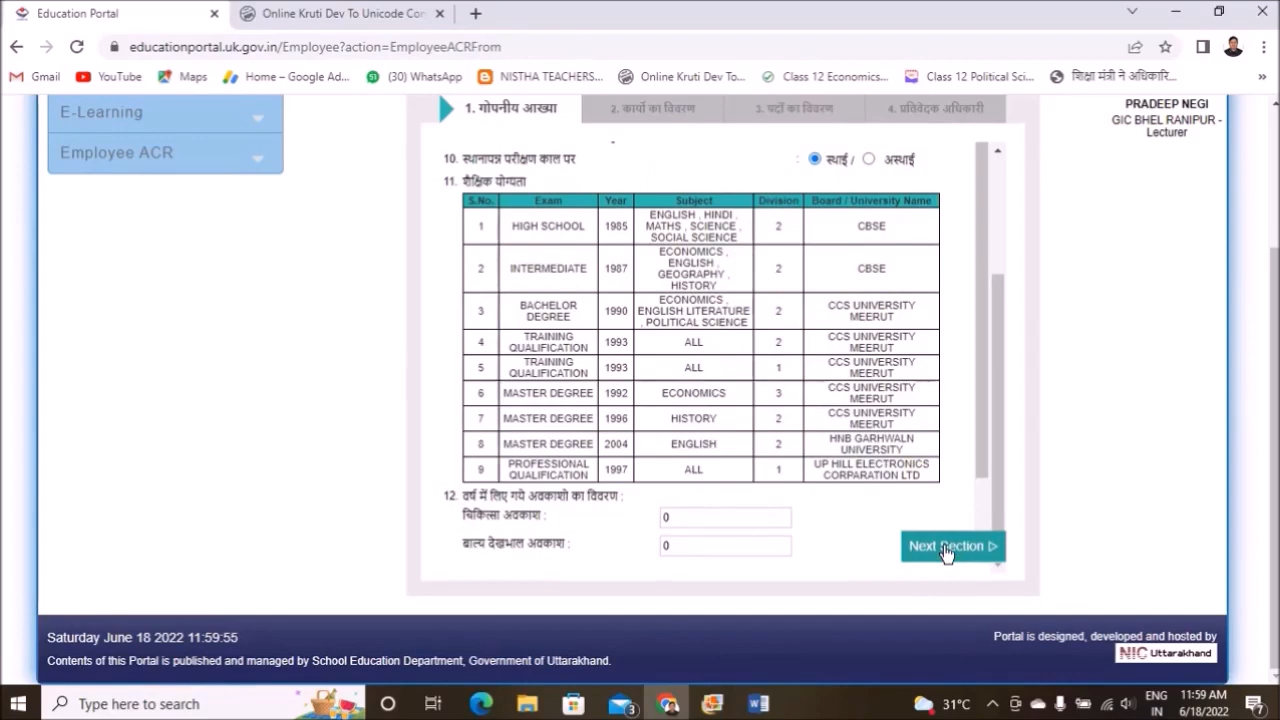 Education Portal
Online Kruti Dev To Unicode Con
educationportal.uk.gov.in/Employee?action=EmployeeACRFrom
Gmail YouTube Maps Home – Google Ad... (30) WhatsApp NISTHA TEACHERS... Online Kruti Dev To... Class 12 Economics... Class 12 Political Sci... शिक्षा मंत्री ने अधिकारि... »
E-Learning
Employee ACR
1. गोपनीय आख्या
2. कार्यो का विवरण
3. पटों का विवरण
4. प्रतिवेदक अधिकारी
PRADEEP NEGI
GIC BHEL RANIPUR -
Lecturer
10. स्थानापन्न परीक्षण काल पर : स्थाई / अस्थाई
11. शैक्षिक योग्यता
S.No. Exam Year Subject Division Board / University Name
1 HIGH SCHOOL 1985 ENGLISH , HINDI , MATHS , SCIENCE , SOCIAL SCIENCE 2 CBSE
2 INTERMEDIATE 1987 ECONOMICS , ENGLISH , GEOGRAPHY , HISTORY 2 CBSE
3 BACHELOR DEGREE 1990 ECONOMICS , ENGLISH LITERATURE , POLITICAL SCIENCE 2 CCS UNIVERSITY MEERUT
4 TRAINING QUALIFICATION 1993 ALL 2 CCS UNIVERSITY MEERUT
5 TRAINING QUALIFICATION 1993 ALL 1 CCS UNIVERSITY MEERUT
6 MASTER DEGREE 1992 ECONOMICS 3 CCS UNIVERSITY MEERUT
7 MASTER DEGREE 1996 HISTORY 2 CCS UNIVERSITY MEERUT
8 MASTER DEGREE 2004 ENGLISH 2 HNB GARHWALN UNIVERSITY
9 PROFESSIONAL QUALIFICATION 1997 ALL 1 UP HILL ELECTRONICS CORPARATION LTD
12. वर्ष में लिए गये अवकाशो का विवरण :
चिकित्सा अवकाश : 0
बाल्य देखभाल अवकाश : 0
Next Section
Saturday June 18 2022 11:59:55
Contents of this Portal is published and managed by School Education Department, Government of Uttarakhand.
Portal is designed, developed and hosted by
NIC Uttarakhand
Type here to search
3
31°C
ENG
IN
11:59 AM
6/18/2022
7